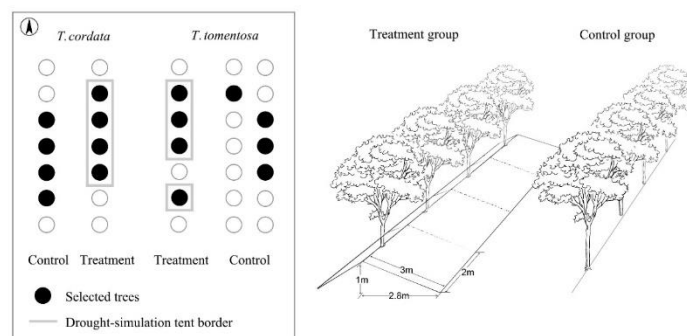 T. cordata T. tomentosa
Control Treatment Treatment Control
Selected trees
Drought-simulation tent border
Treatment group Control group
3m
2m
1m
2.8m